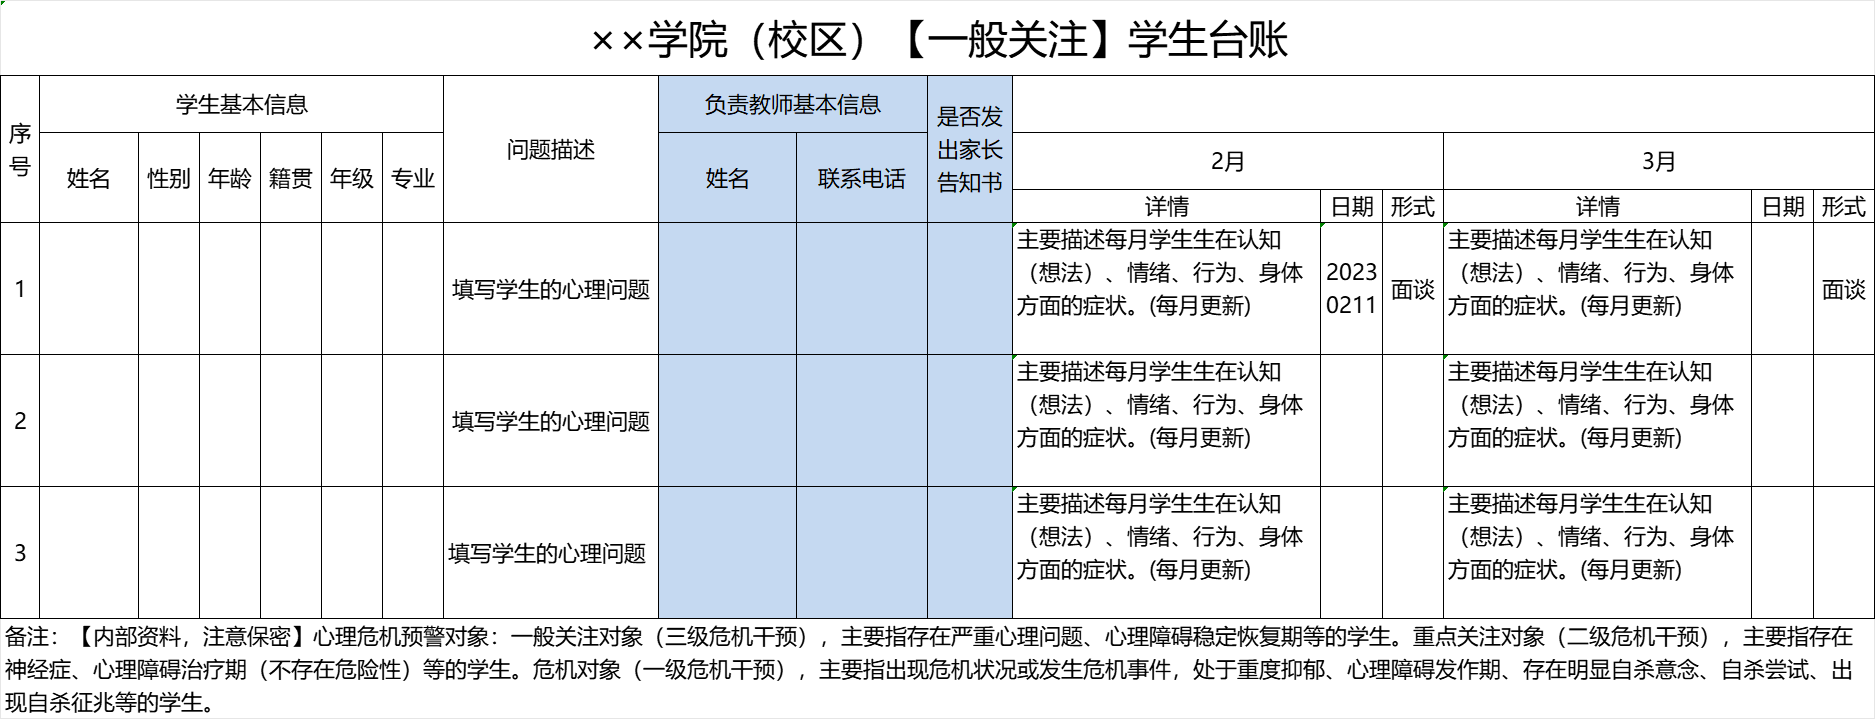 ××学院（校区）【一般关注】学生台账
序号
学生基本信息
问题描述
负责教师基本信息
是否发
出家长
告知书
姓名 性别 年龄 籍贯 年级 专业
姓名 联系电话
2月 3月
详情 日期 形式 详情 日期 形式
1
填写学生的心理问题
主要描述每月学生生在认知
（想法）、情绪、行为、身体
方面的症状。(每月更新)
2023
0211
面谈
主要描述每月学生生在认知
（想法）、情绪、行为、身体
方面的症状。(每月更新)
面谈
2
填写学生的心理问题
主要描述每月学生生在认知
（想法）、情绪、行为、身体
方面的症状。(每月更新)
主要描述每月学生生在认知
（想法）、情绪、行为、身体
方面的症状。(每月更新)
3
填写学生的心理问题
主要描述每月学生生在认知
（想法）、情绪、行为、身体
方面的症状。(每月更新)
主要描述每月学生生在认知
（想法）、情绪、行为、身体
方面的症状。(每月更新)
备注：【内部资料，注意保密】心理危机预警对象：一般关注对象（三级危机干预），主要指存在严重心理问题、心理障碍稳定恢复期等的学生。重点关注对象（二级危机干预），主要指存在
神经症、心理障碍治疗期（不存在危险性）等的学生。危机对象（一级危机干预），主要指出现危机状况或发生危机事件，处于重度抑郁、心理障碍发作期、存在明显自杀意念、自杀尝试、出
现自杀征兆等的学生。